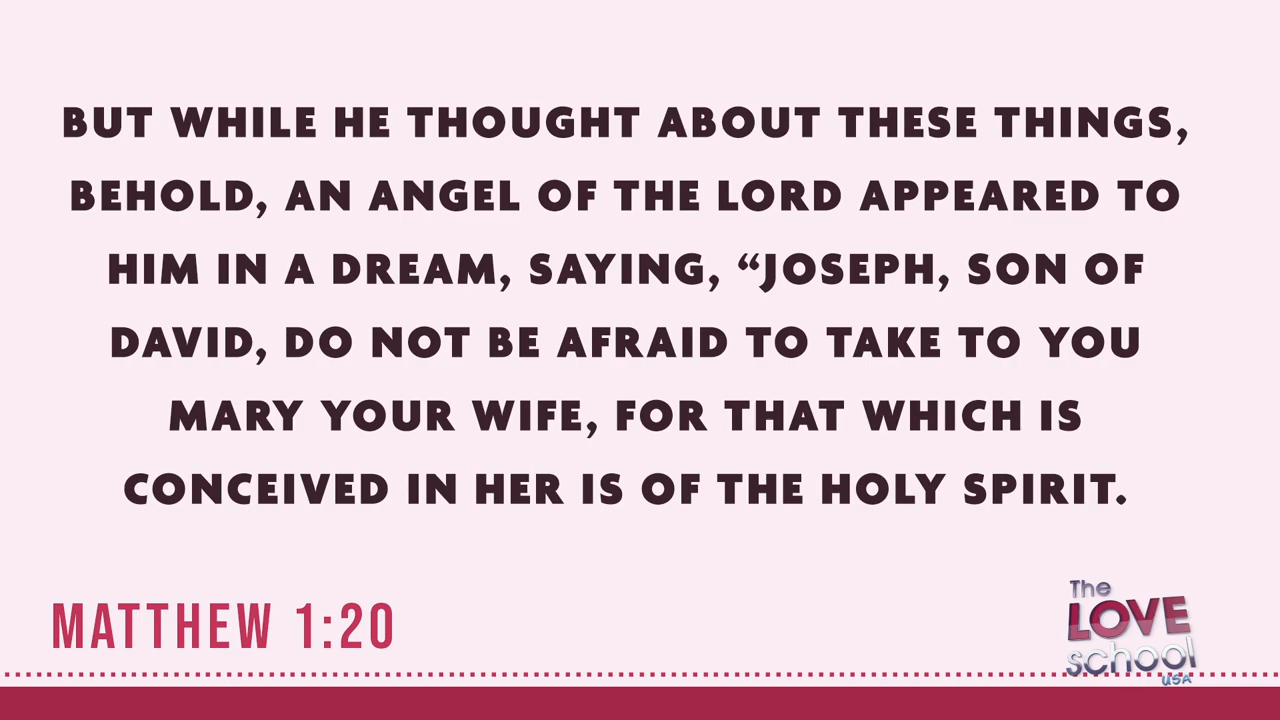 BUT WHILE HE THOUGHT ABOUT THESE THINGS,
BEHOLD, AN ANGEL OF THE LORD APPEARED TO
HIM IN A DREAM, SAYING, “JOSEPH, SON OF
DAVID, DO NOT BE AFRAID TO TAKE TO YOU
MARY YOUR WIFE, FOR THAT WHICH IS
CONCEIVED IN HER IS OF THE HOLY SPIRIT.
MATTHEW 1:20
The
LOVE
school
USA